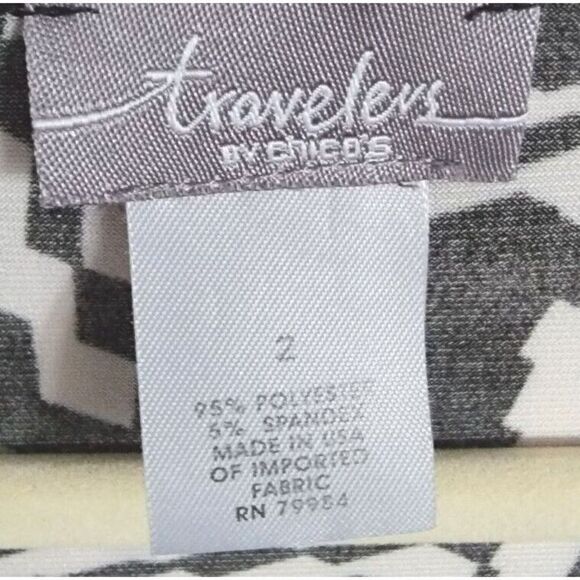 travelers
BY CHICO'S
2
95% POLYESTER
5% SPANDEX
MADE IN USA
OF IMPORTED
FABRIC
RN 79984